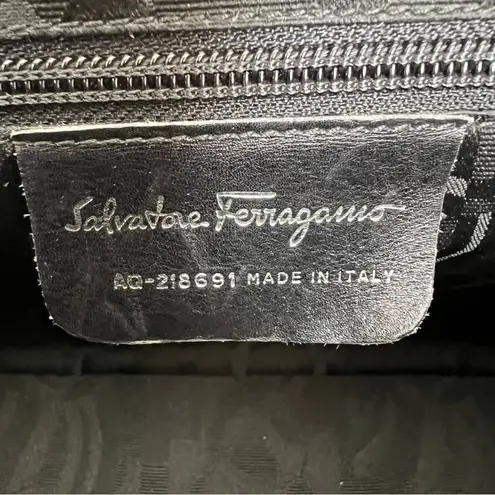 Salvatore Ferragamo
AQ-218691 MADE IN ITALY